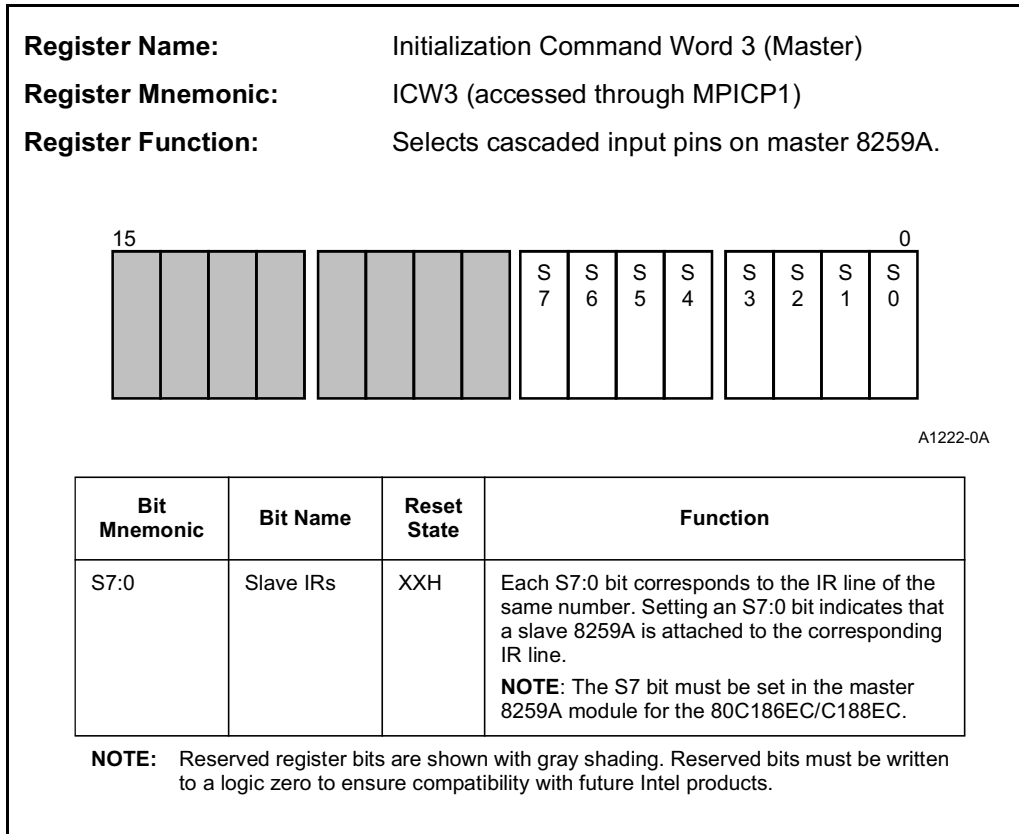 Register Name: Initialization Command Word 3 (Master)
Register Mnemonic: ICW3 (accessed through MPICP1)
Register Function: Selects cascaded input pins on master 8259A.
15 0
S S S S S S S S
7 6 5 4 3 2 1 0
A1222-0A
Bit Mnemonic Bit Name Reset State Function
S7:0 Slave IRs XXH Each S7:0 bit corresponds to the IR line of the
same number. Setting an S7:0 bit indicates that
a slave 8259A is attached to the corresponding
IR line.
NOTE: The S7 bit must be set in the master
8259A module for the 80C186EC/C188EC.
NOTE: Reserved register bits are shown with gray shading. Reserved bits must be written
to a logic zero to ensure compatibility with future Intel products.